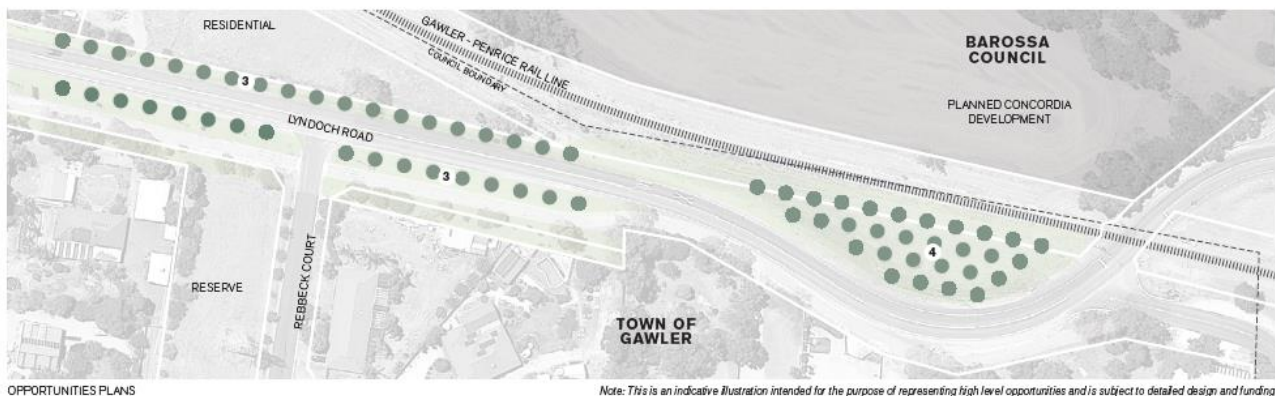 RESIDENTIAL
GAWLER - PENRICE RAIL LINE
COUNCIL BOUNDARY
BAROSSA
COUNCIL
PLANNED CONCORDIA
DEVELOPMENT
3
LYNDOCH ROAD
3
4
RESERVE
REBBECK COURT
TOWN OF
GAWLER
OPPORTUNITIES PLANS
Note: This is an indicative illustration intended for the purpose of representing high level opportunities and is subject to detailed design and funding